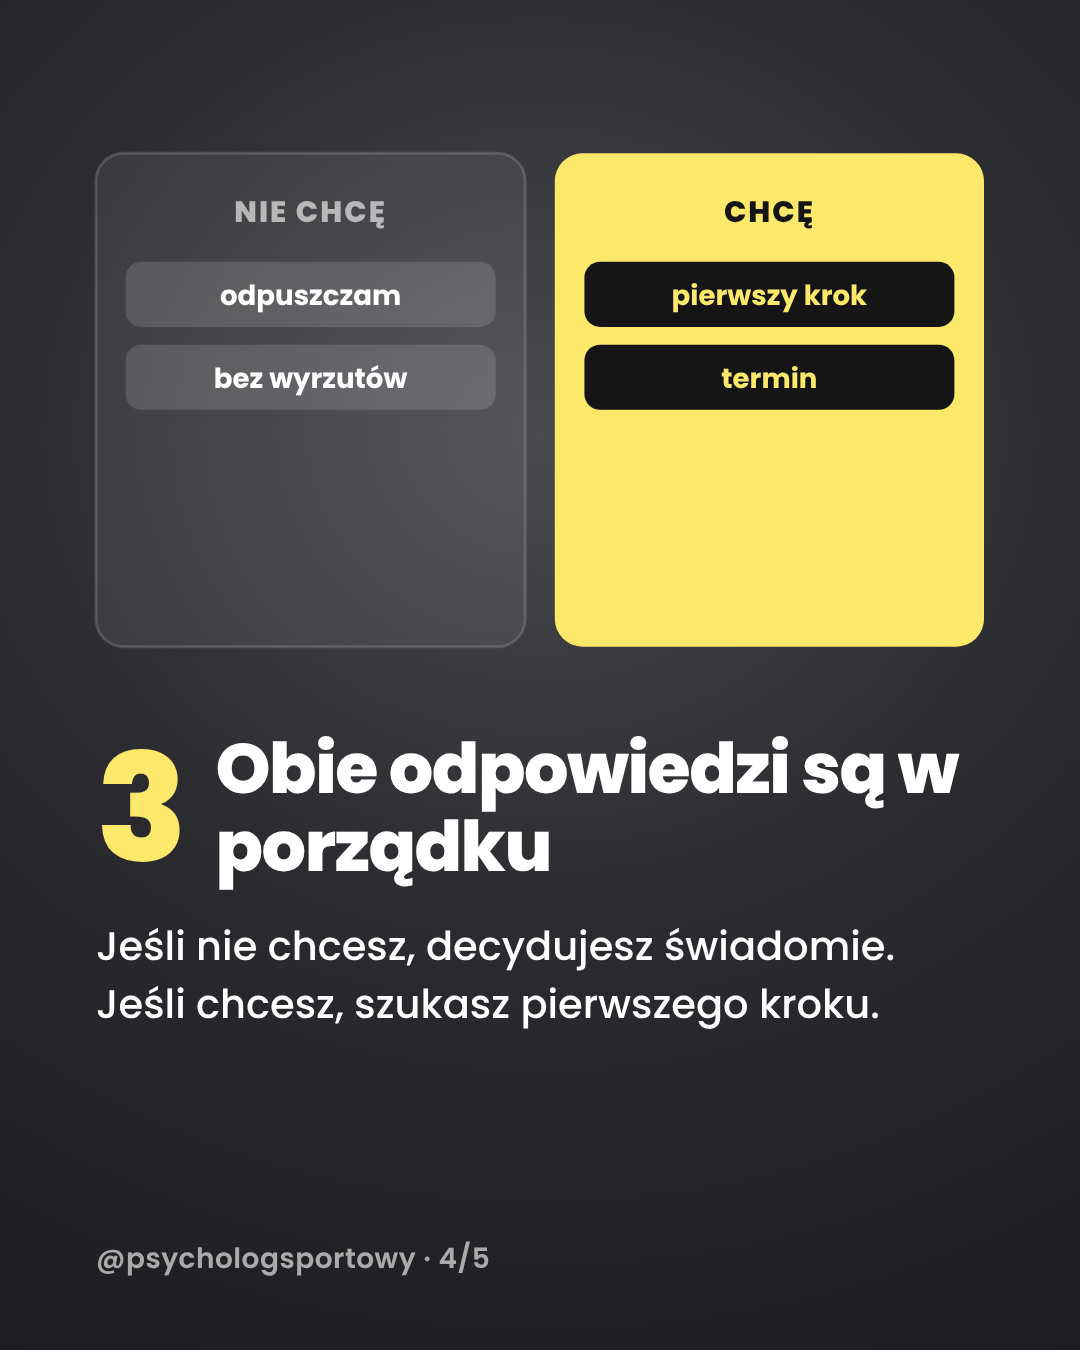 NIE CHCĘ
odpuszczam
bez wyrzutów
CHCĘ
pierwszy krok
termin
3
Obie odpowiedzi są w
porządku
Jeśli nie chcesz, decydujesz świadomie.
Jeśli chcesz, szukasz pierwszego kroku.
@psychologsportowy · 4/5